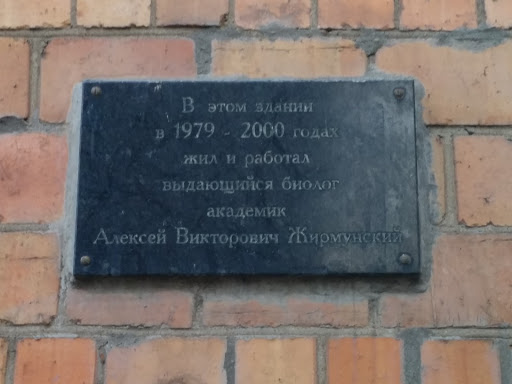 В этом здании
в 1979 - 2000 годах
жил и работал
выдающийся биолог
академик
Алексей Викторович Жирмунский